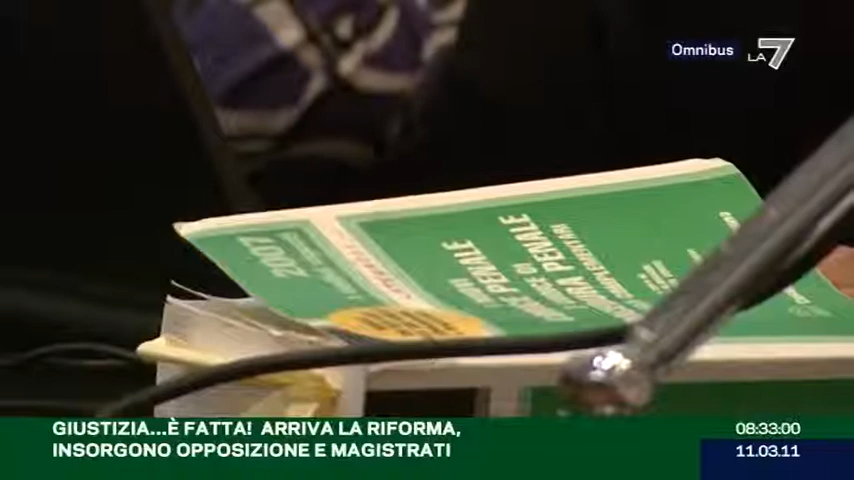 Omnibus
LA7
2007
CODICE PENALE
PENALE
GIUSTIZIA...È FATTA! ARRIVA LA RIFORMA,
INSORGONO OPPOSIZIONE E MAGISTRATI
08:33:00
11.03.11